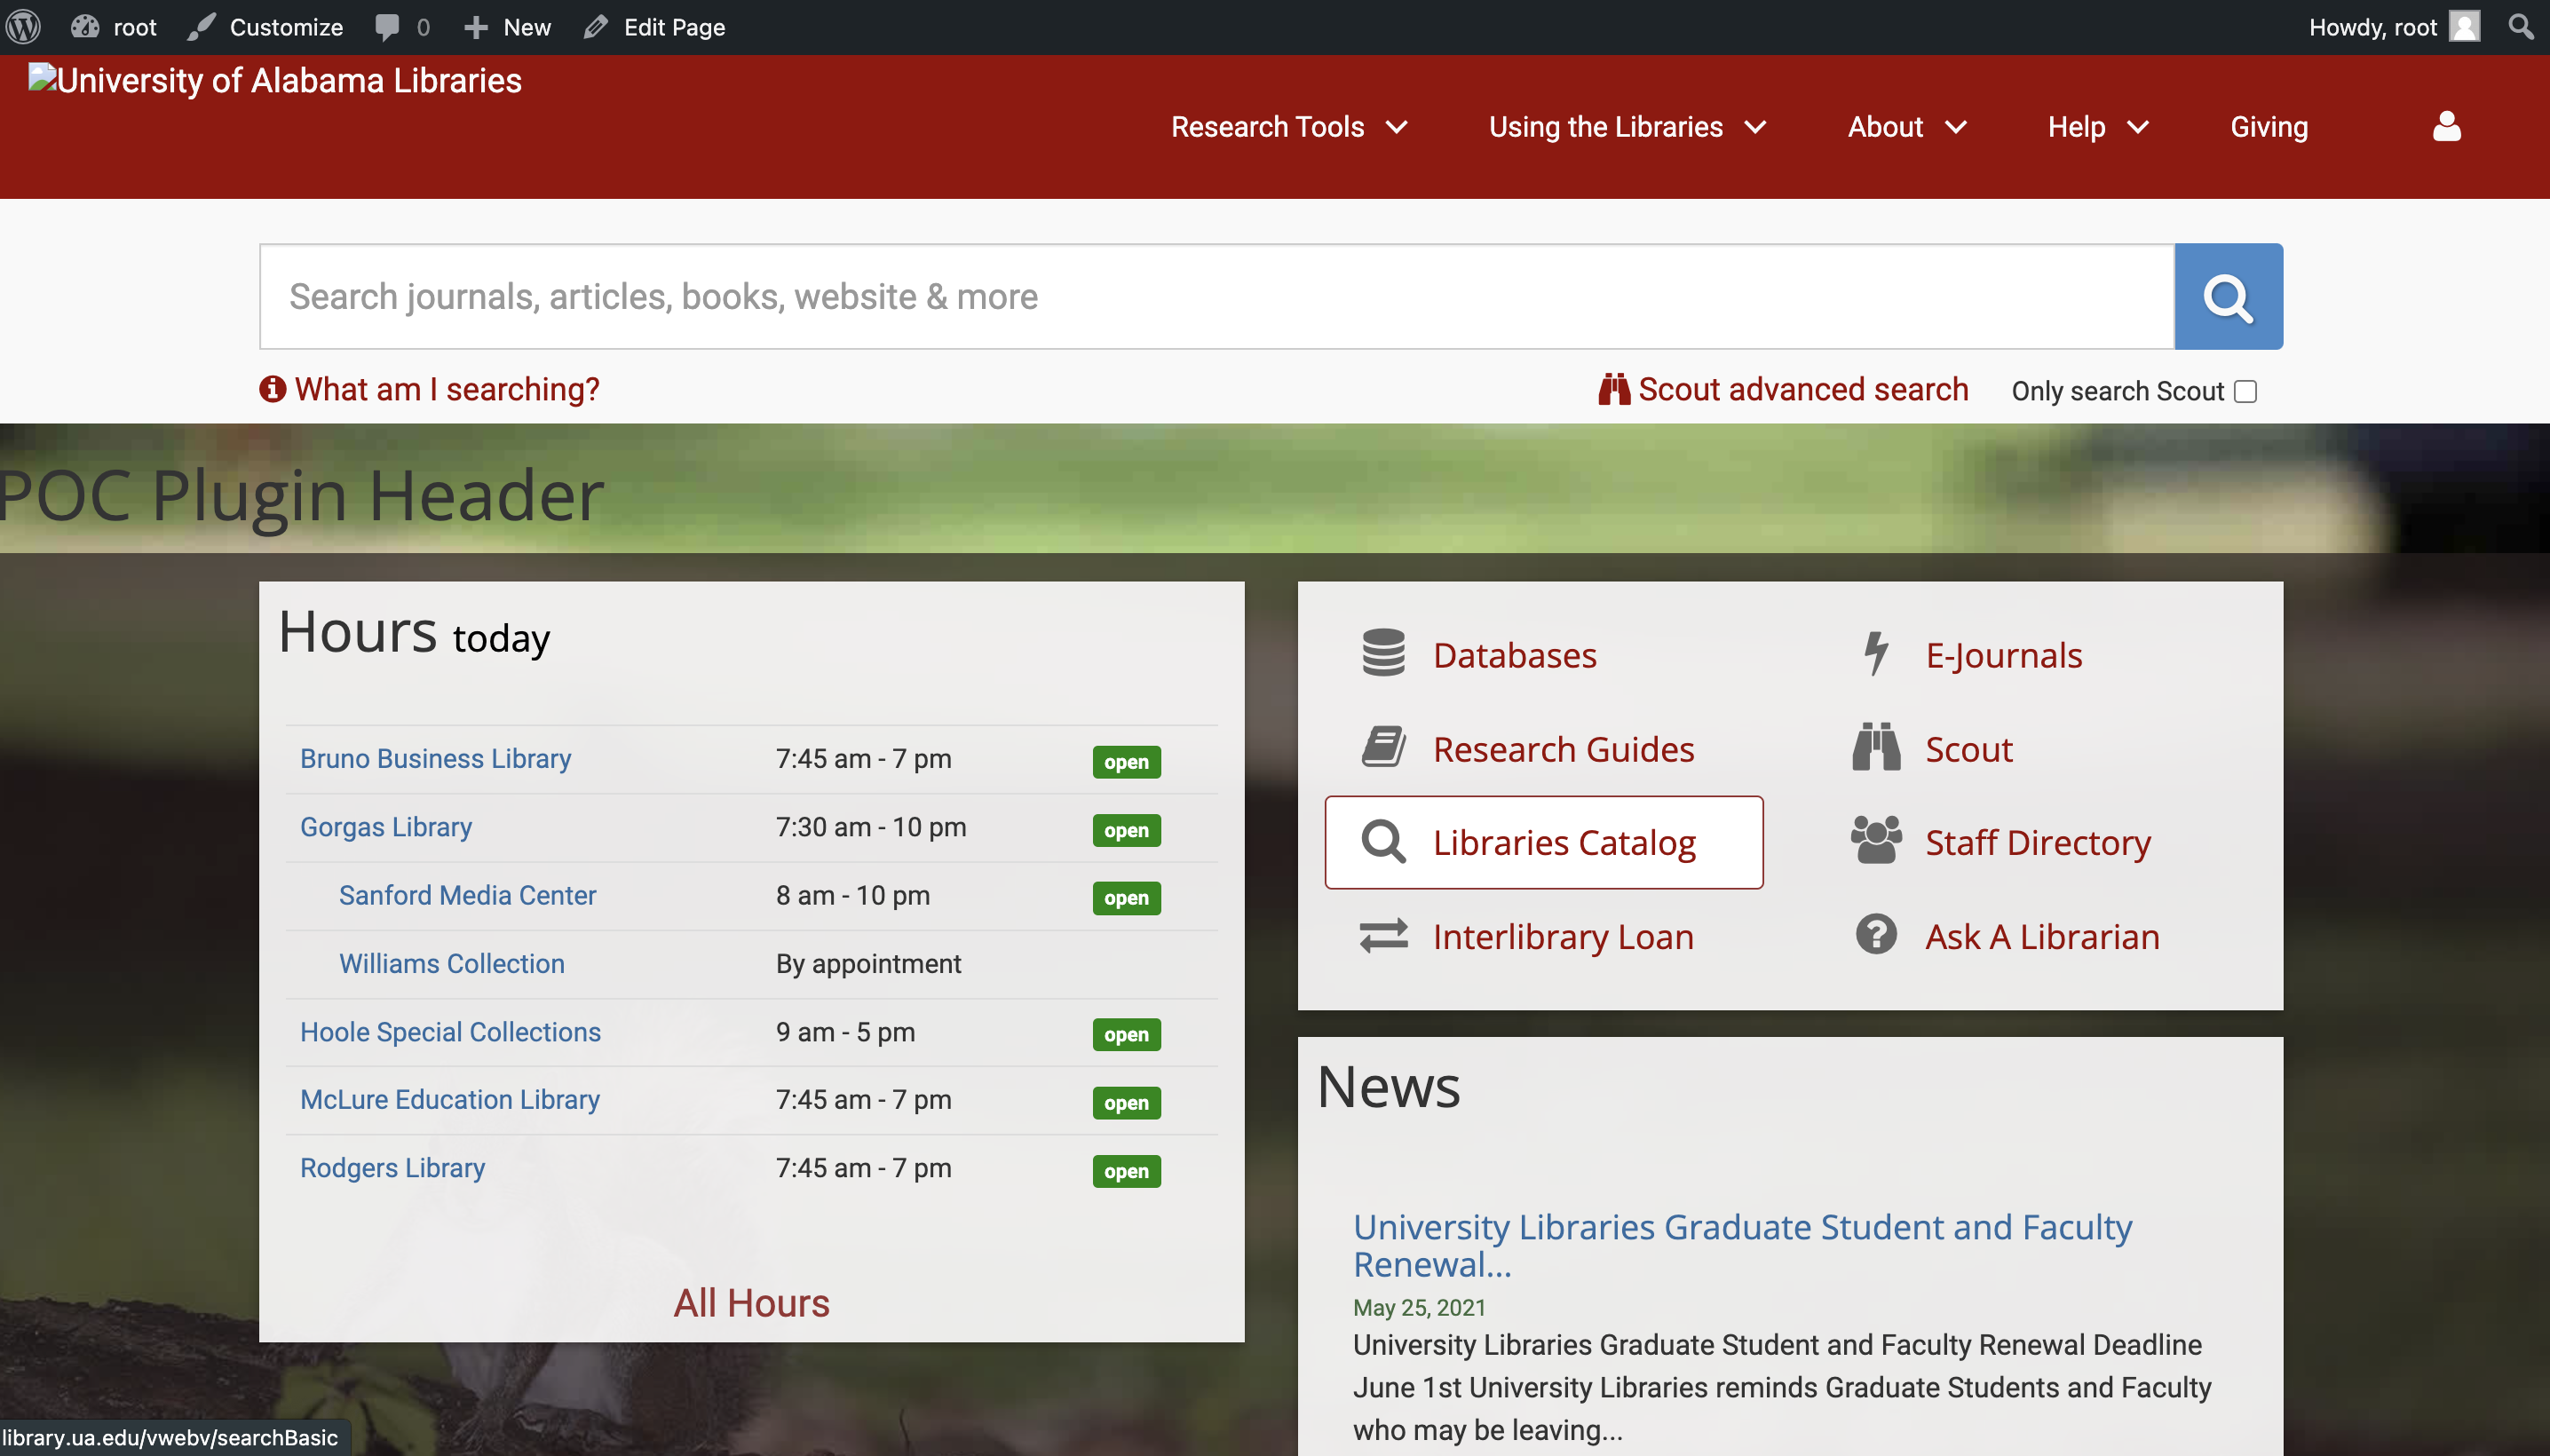 root Customize 0 New Edit Page Howdy, root
University of Alabama Libraries
Research Tools Using the Libraries About Help Giving
Search journals, articles, books, website & more
What am I searching? Scout advanced search Only search Scout
POC Plugin Header
Hours today
Bruno Business Library 7:45 am - 7 pm open
Gorgas Library 7:30 am - 10 pm open
Sanford Media Center 8 am - 10 pm open
Williams Collection By appointment
Hoole Special Collections 9 am - 5 pm open
McLure Education Library 7:45 am - 7 pm open
Rodgers Library 7:45 am - 7 pm open
All Hours
Databases E-Journals
Research Guides Scout
Libraries Catalog Staff Directory
Interlibrary Loan Ask A Librarian
News
University Libraries Graduate Student and Faculty
Renewal...
May 25, 2021
University Libraries Graduate Student and Faculty Renewal Deadline
June 1st University Libraries reminds Graduate Students and Faculty
who may be leaving...
library.ua.edu/vwebv/searchBasic